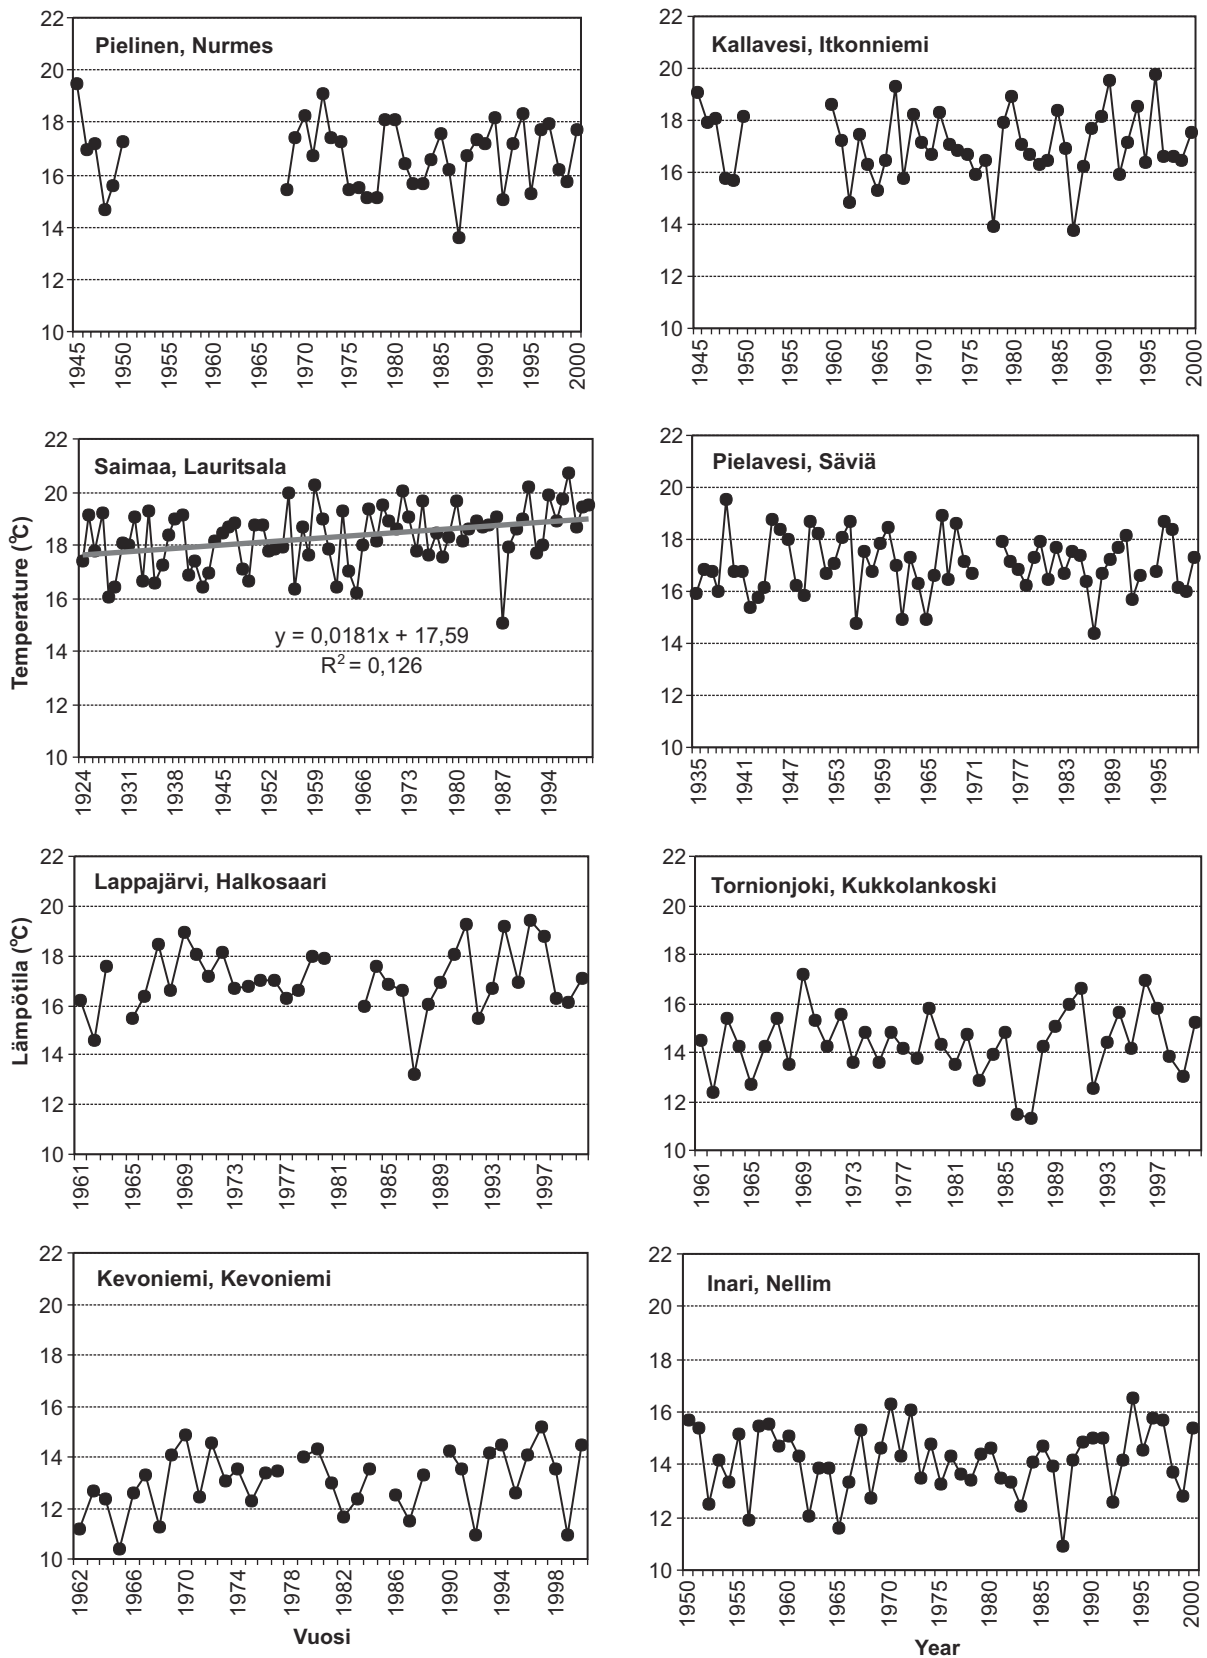 Temperature (°C)
Lämpötila (°C)
Pielinen, Nurmes
22
20
18
16
14
12
10
1945 1950 1955 1960 1965 1970 1975 1980 1985 1990 1995 2000
Kallavesi, Itkonniemi
22
20
18
16
14
12
10
1945 1950 1955 1960 1965 1970 1975 1980 1985 1990 1995 2000
Saimaa, Lauritsala
22
20
18
16
14
12
10
y = 0,0181x + 17,59
R² = 0,126
1924 1931 1938 1945 1952 1959 1966 1973 1980 1987 1994
Pielavesi, Säviä
22
20
18
16
14
12
10
1935 1941 1947 1953 1959 1965 1971 1977 1983 1989 1995
Lappajärvi, Halkosaari
22
20
18
16
14
12
10
1961 1965 1969 1973 1977 1981 1985 1989 1993 1997
Tornionjoki, Kukkolankoski
22
20
18
16
14
12
10
1961 1965 1969 1973 1977 1981 1985 1989 1993 1997
Kevoniemi, Kevoniemi
22
20
18
16
14
12
10
1962 1966 1970 1974 1978 1982 1986 1990 1994 1998
Vuosi
Inari, Nellim
22
20
18
16
14
12
10
1950 1955 1960 1965 1970 1975 1980 1985 1990 1995 2000
Year